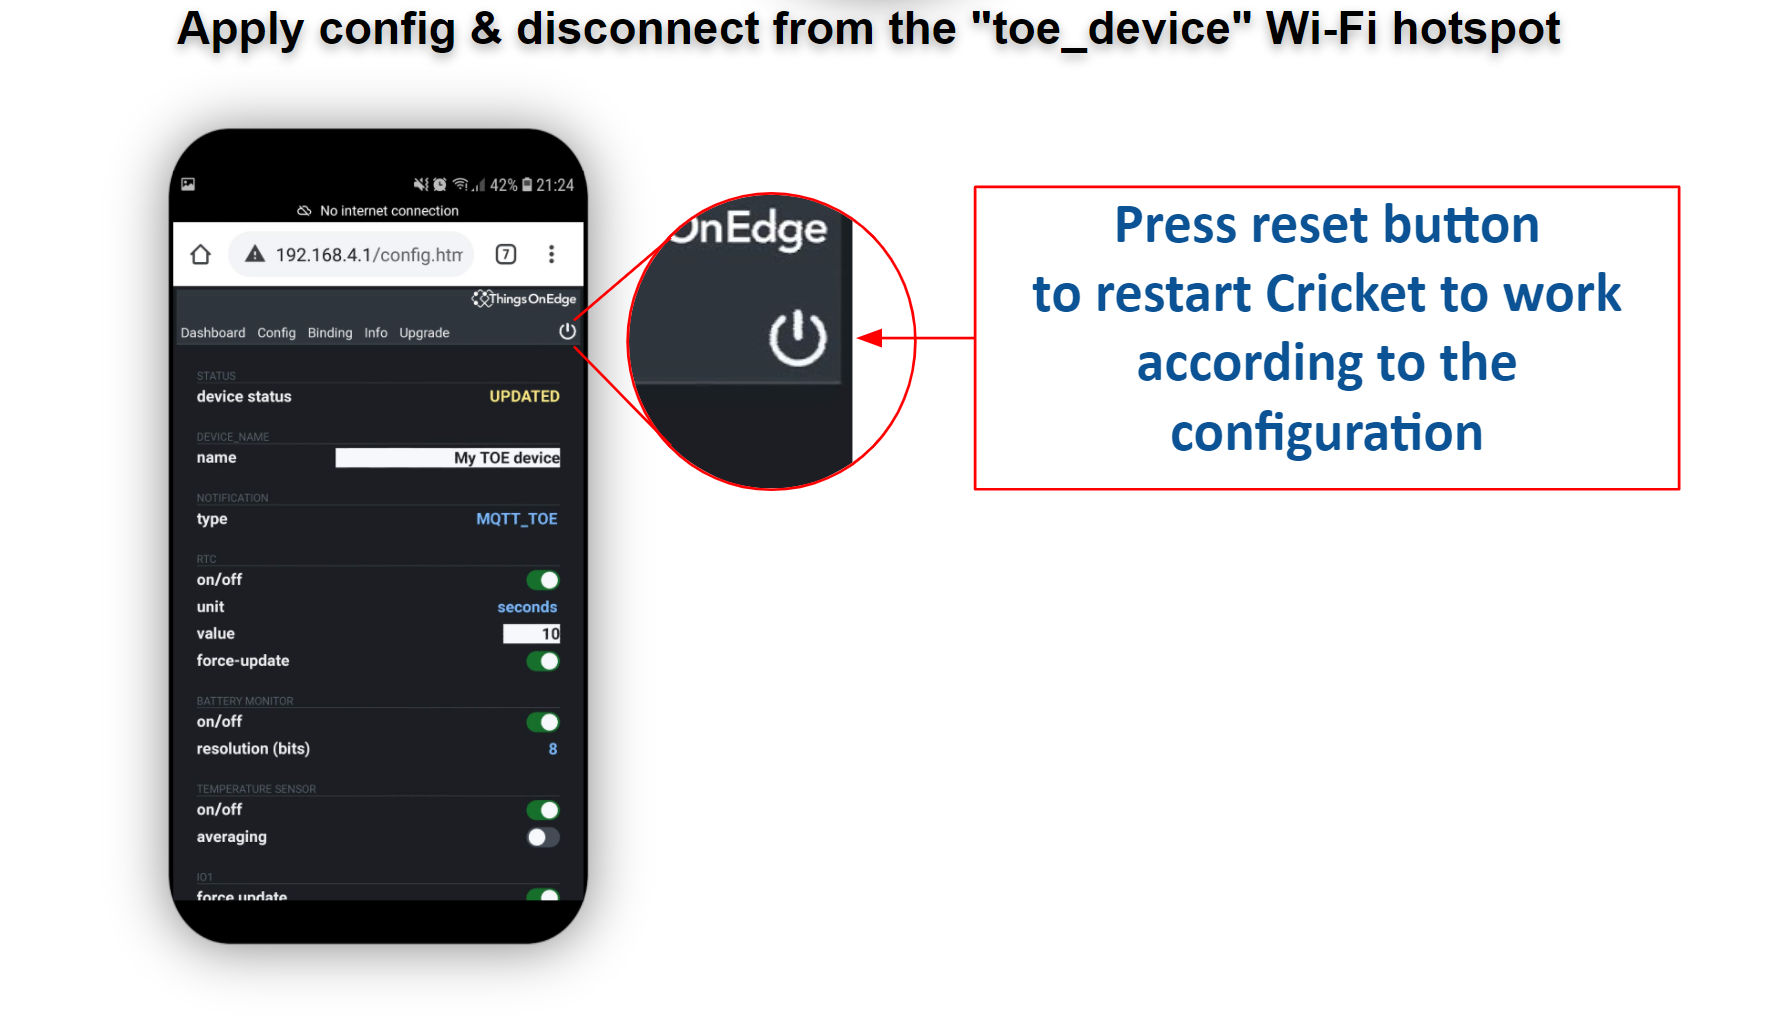 Apply config & disconnect from the "toe_device" Wi-Fi hotspot
42% 21:24
No internet connection
192.168.4.1/config.htm
7
ThingsOnEdge
Dashboard Config Binding Info Upgrade
STATUS
device status UPDATED
DEVICE_NAME
name My TOE device
NOTIFICATION
type MQTT_TOE
RTC
on/off
unit seconds
value 10
force-update
BATTERY MONITOR
on/off
resolution (bits) 8
TEMPERATURE SENSOR
on/off
averaging
IO1
force update
OnEdge
Press reset button
to restart Cricket to work
according to the
configuration